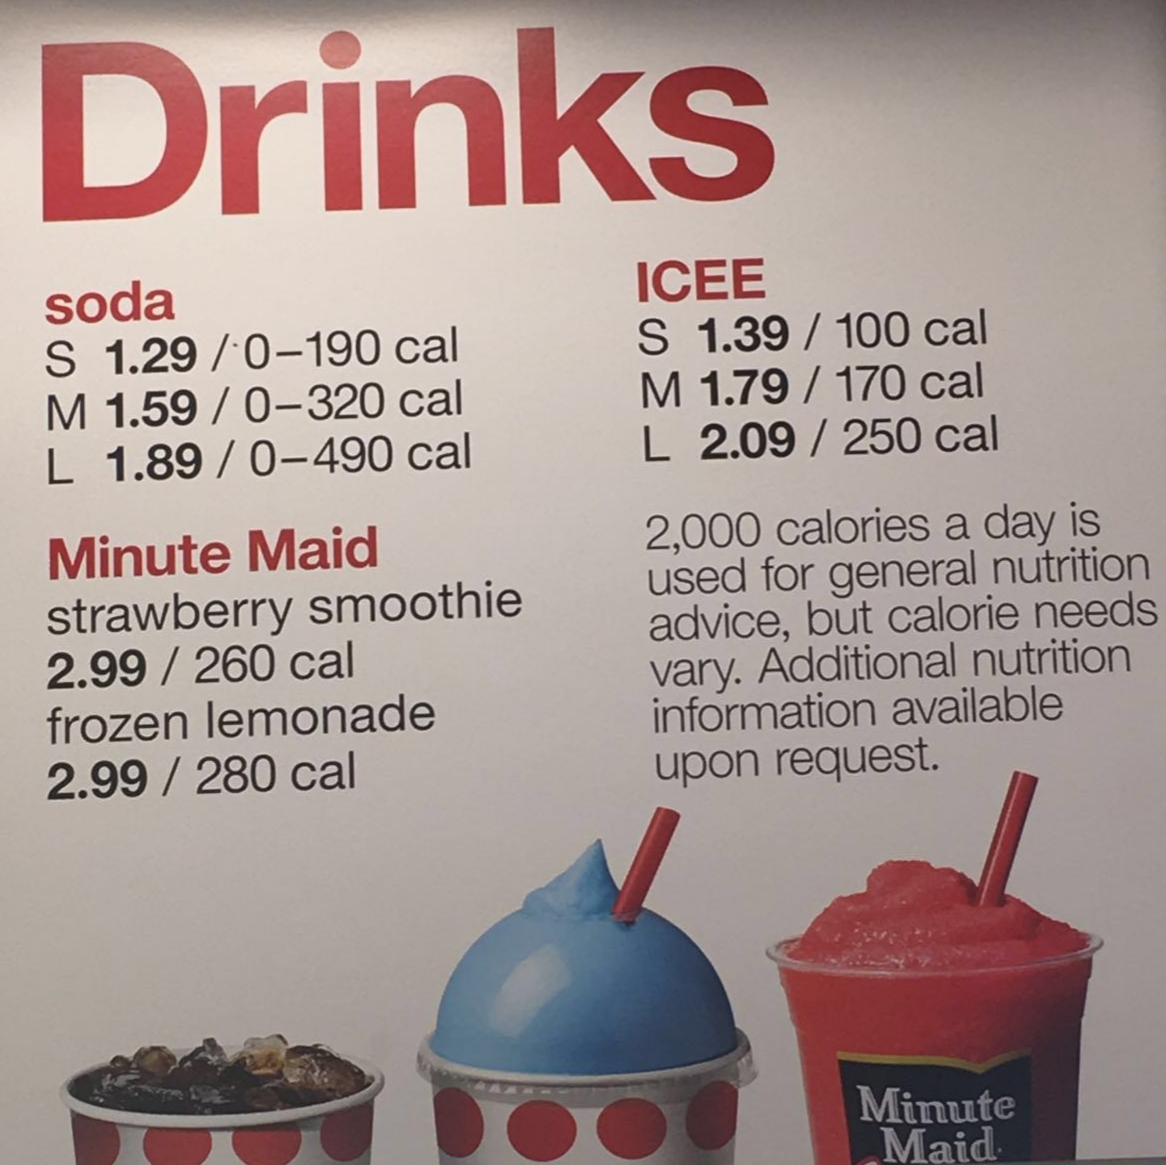 Drinks
soda
S 1.29 / 0–190 cal
M 1.59 / 0–320 cal
L 1.89 / 0–490 cal
Minute Maid
strawberry smoothie
2.99 / 260 cal
frozen lemonade
2.99 / 280 cal
ICEE
S 1.39 / 100 cal
M 1.79 / 170 cal
L 2.09 / 250 cal
2,000 calories a day is
used for general nutrition
advice, but calorie needs
vary. Additional nutrition
information available
upon request.
Minute
Maid